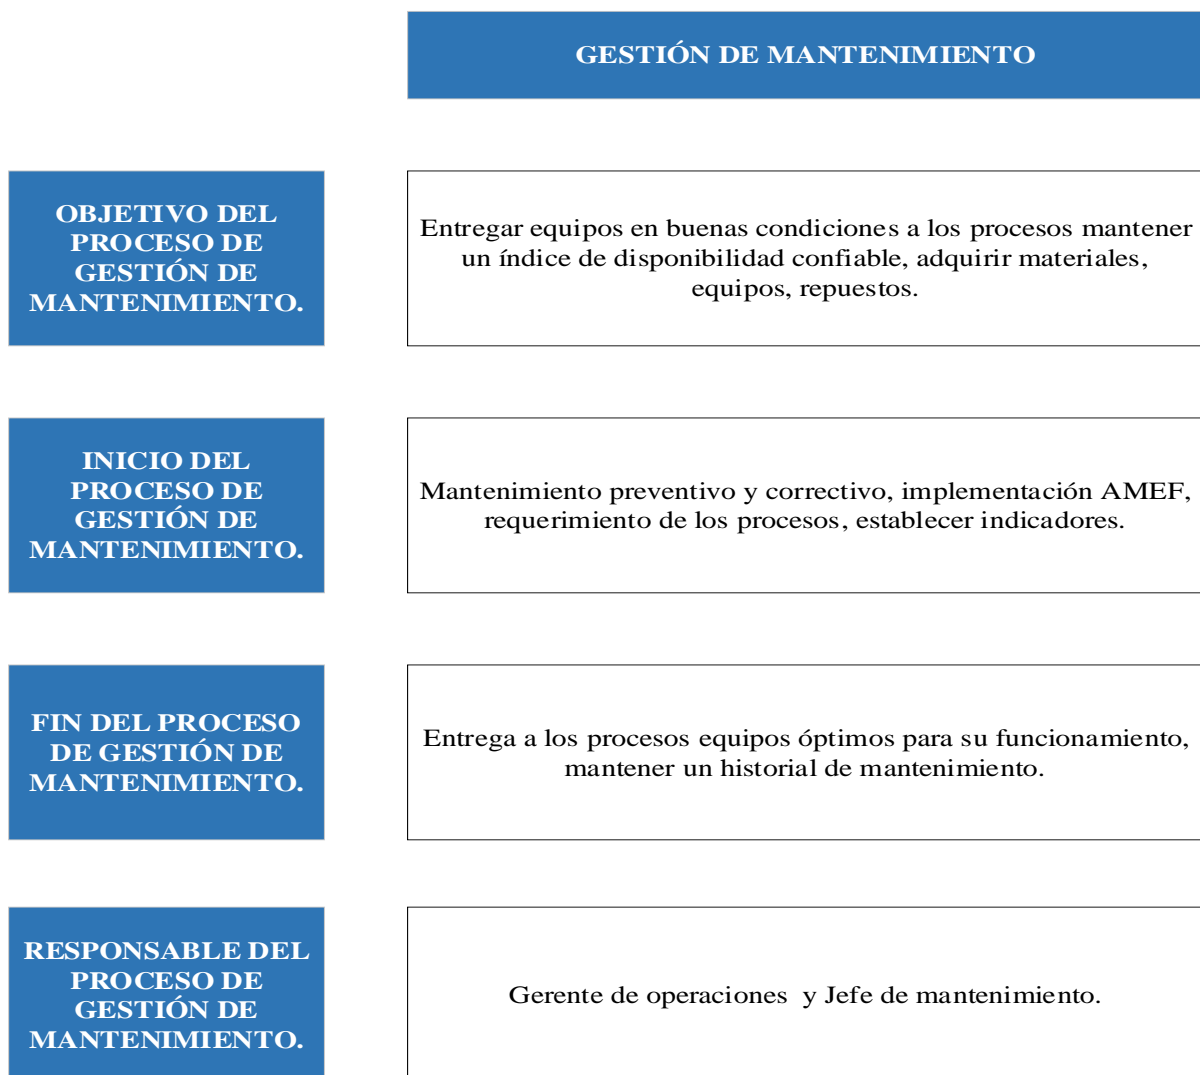 GESTIÓN DE MANTENIMIENTO
OBJETIVO DEL
PROCESO DE
GESTIÓN DE
MANTENIMIENTO.
Entregar equipos en buenas condiciones a los procesos mantener
un índice de disponibilidad confiable, adquirir materiales,
equipos, repuestos.
INICIO DEL
PROCESO DE
GESTIÓN DE
MANTENIMIENTO.
Mantenimiento preventivo y correctivo, implementación AMEF,
requerimiento de los procesos, establecer indicadores.
FIN DEL PROCESO
DE GESTIÓN DE
MANTENIMIENTO.
Entrega a los procesos equipos óptimos para su funcionamiento,
mantener un historial de mantenimiento.
RESPONSABLE DEL
PROCESO DE
GESTIÓN DE
MANTENIMIENTO.
Gerente de operaciones  y Jefe de mantenimiento.